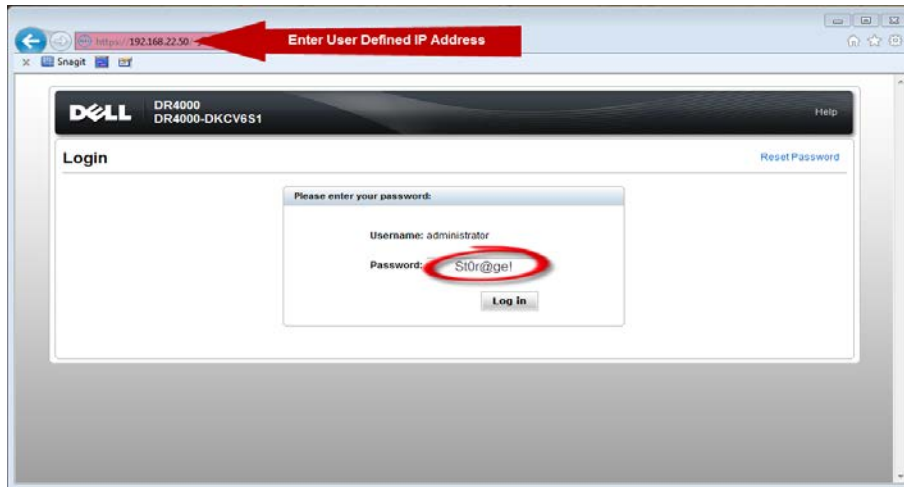 https://192.168.22.50/
Enter User Defined IP Address
x Snagit
DELL
DR4000
DR4000-DKCV6S1
Help
Login
Reset Password
Please enter your password:
Username: administrator
Password: St0r@ge!
Log in